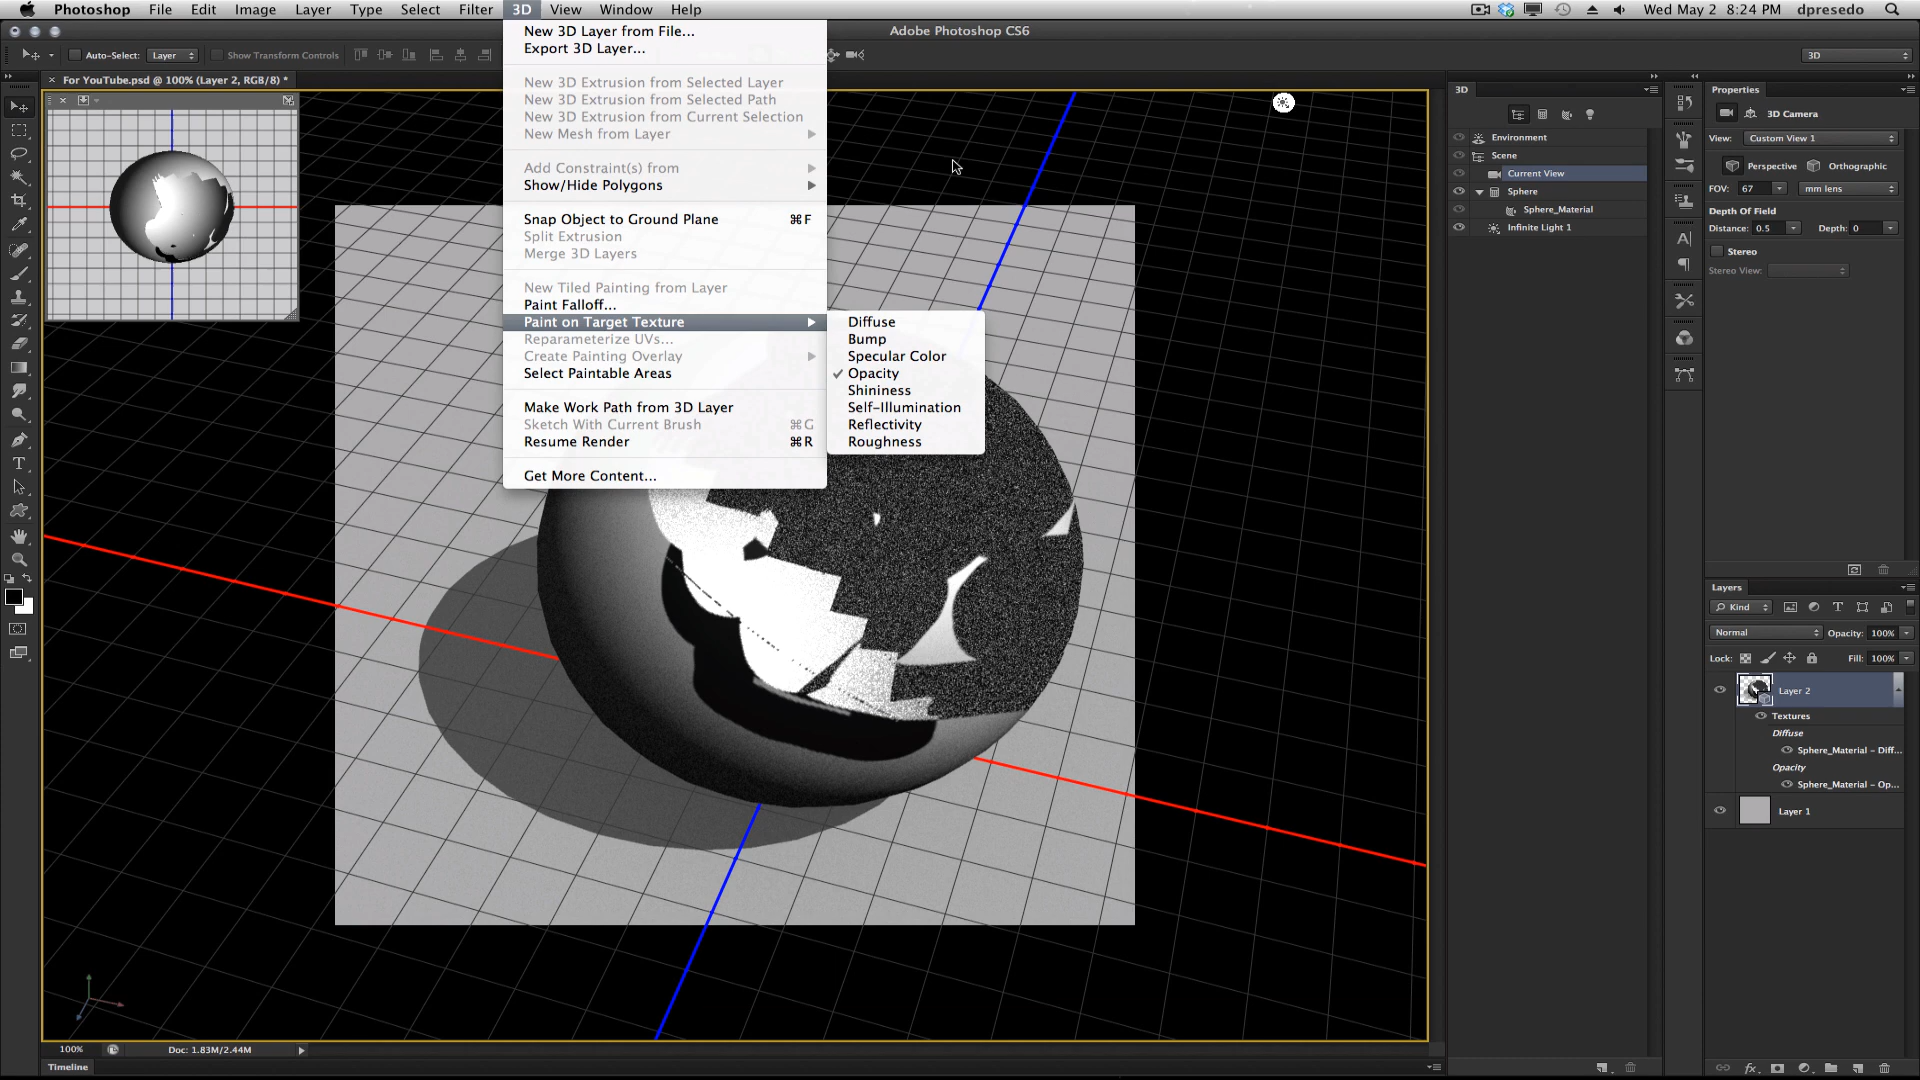 Photoshop File Edit Image Layer Type Select Filter 3D View Window Help
Wed May 2 8:24 PM dpresedo
Adobe Photoshop CS6
Auto-Select: Layer Show Transform Controls
3D
For YouTube.psd @ 100% (Layer 2, RGB/8) *
New 3D Layer from File...
Export 3D Layer...
New 3D Extrusion from Selected Layer
New 3D Extrusion from Selected Path
New 3D Extrusion from Current Selection
New Mesh from Layer
Add Constraint(s) from
Show/Hide Polygons
Snap Object to Ground Plane ⌘F
Split Extrusion
Merge 3D Layers
New Tiled Painting from Layer
Paint Falloff...
Paint on Target Texture
Reparameterize UVs...
Create Painting Overlay
Select Paintable Areas
Make Work Path from 3D Layer
Sketch With Current Brush ⌘G
Resume Render ⌘R
Get More Content...
Diffuse
Bump
Specular Color
✓ Opacity
Shininess
Self-Illumination
Reflectivity
Roughness
3D
Environment
Scene
Current View
Sphere
Sphere_Material
Infinite Light 1
Properties
3D Camera
View: Custom View 1
Perspective Orthographic
FOV: 67 mm lens
Depth Of Field
Distance: 0.5 Depth: 0
Stereo
Stereo View:
Layers
Kind
Normal Opacity: 100%
Lock: Fill: 100%
Layer 2
Textures
Diffuse
Sphere_Material - Diff...
Opacity
Sphere_Material - Op...
Layer 1
100% Doc: 1.83M/2.44M
Timeline